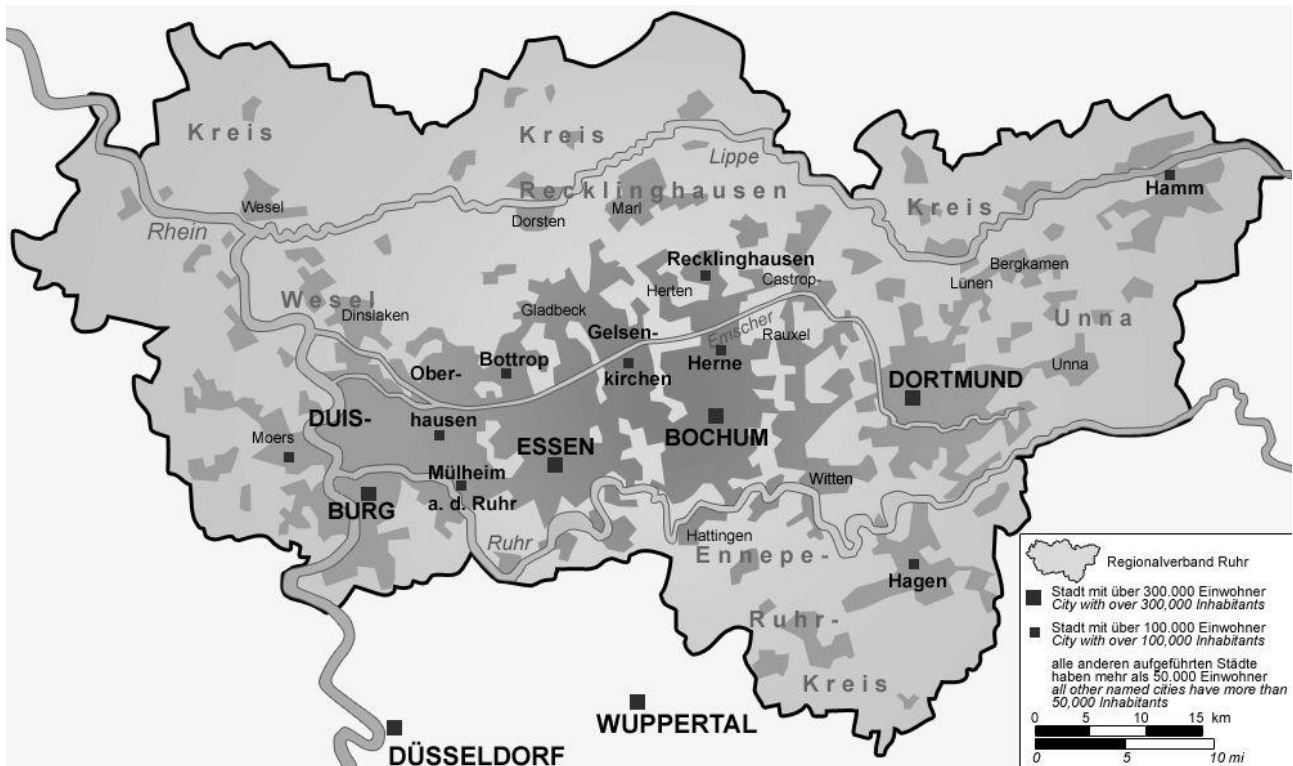 Kreis
Kreis
Lippe
Recklinghausen
Hamm
Wesel
Dorsten
Marl
Kreis
Rhein
Recklinghausen
Bergkamen
Castrop-
Lünen
Herten
Wesel
Dinslaken
Gladbeck
Unna
Gelsen-
Emscher
Rauxel
Bottrop
Herne
Unna
Ober-
kirchen
DORTMUND
DUIS-
hausen
Moers
ESSEN
BOCHUM
Mülheim
Witten
a. d. Ruhr
BURG
Hattingen
Ruhr
Ennepe-
Hagen
Ruhr-
Kreis
WUPPERTAL
DÜSSELDORF
Regionalverband Ruhr
Stadt mit über 300.000 Einwohner
City with over 300,000 Inhabitants
Stadt mit über 100.000 Einwohner
City with over 100,000 Inhabitants
alle anderen aufgeführten Städte
haben mehr als 50.000 Einwohner
all other named cities have more than
50,000 Inhabitants
0 5 10 15 km
0 5 10 mi